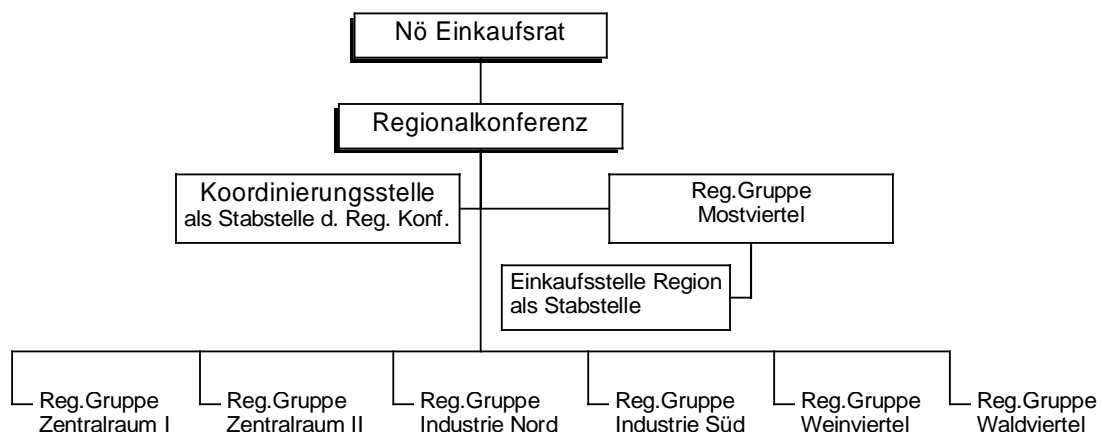 Nö Einkaufsrat
Regionalkonferenz
Koordinierungsstelle
als Stabstelle d. Reg. Konf.
Reg.Gruppe
Mostviertel
Einkaufsstelle Region
als Stabstelle
Reg.Gruppe
Zentralraum I
Reg.Gruppe
Zentralraum II
Reg.Gruppe
Industrie Nord
Reg.Gruppe
Industrie Süd
Reg.Gruppe
Weinviertel
Reg.Gruppe
Waldviertel